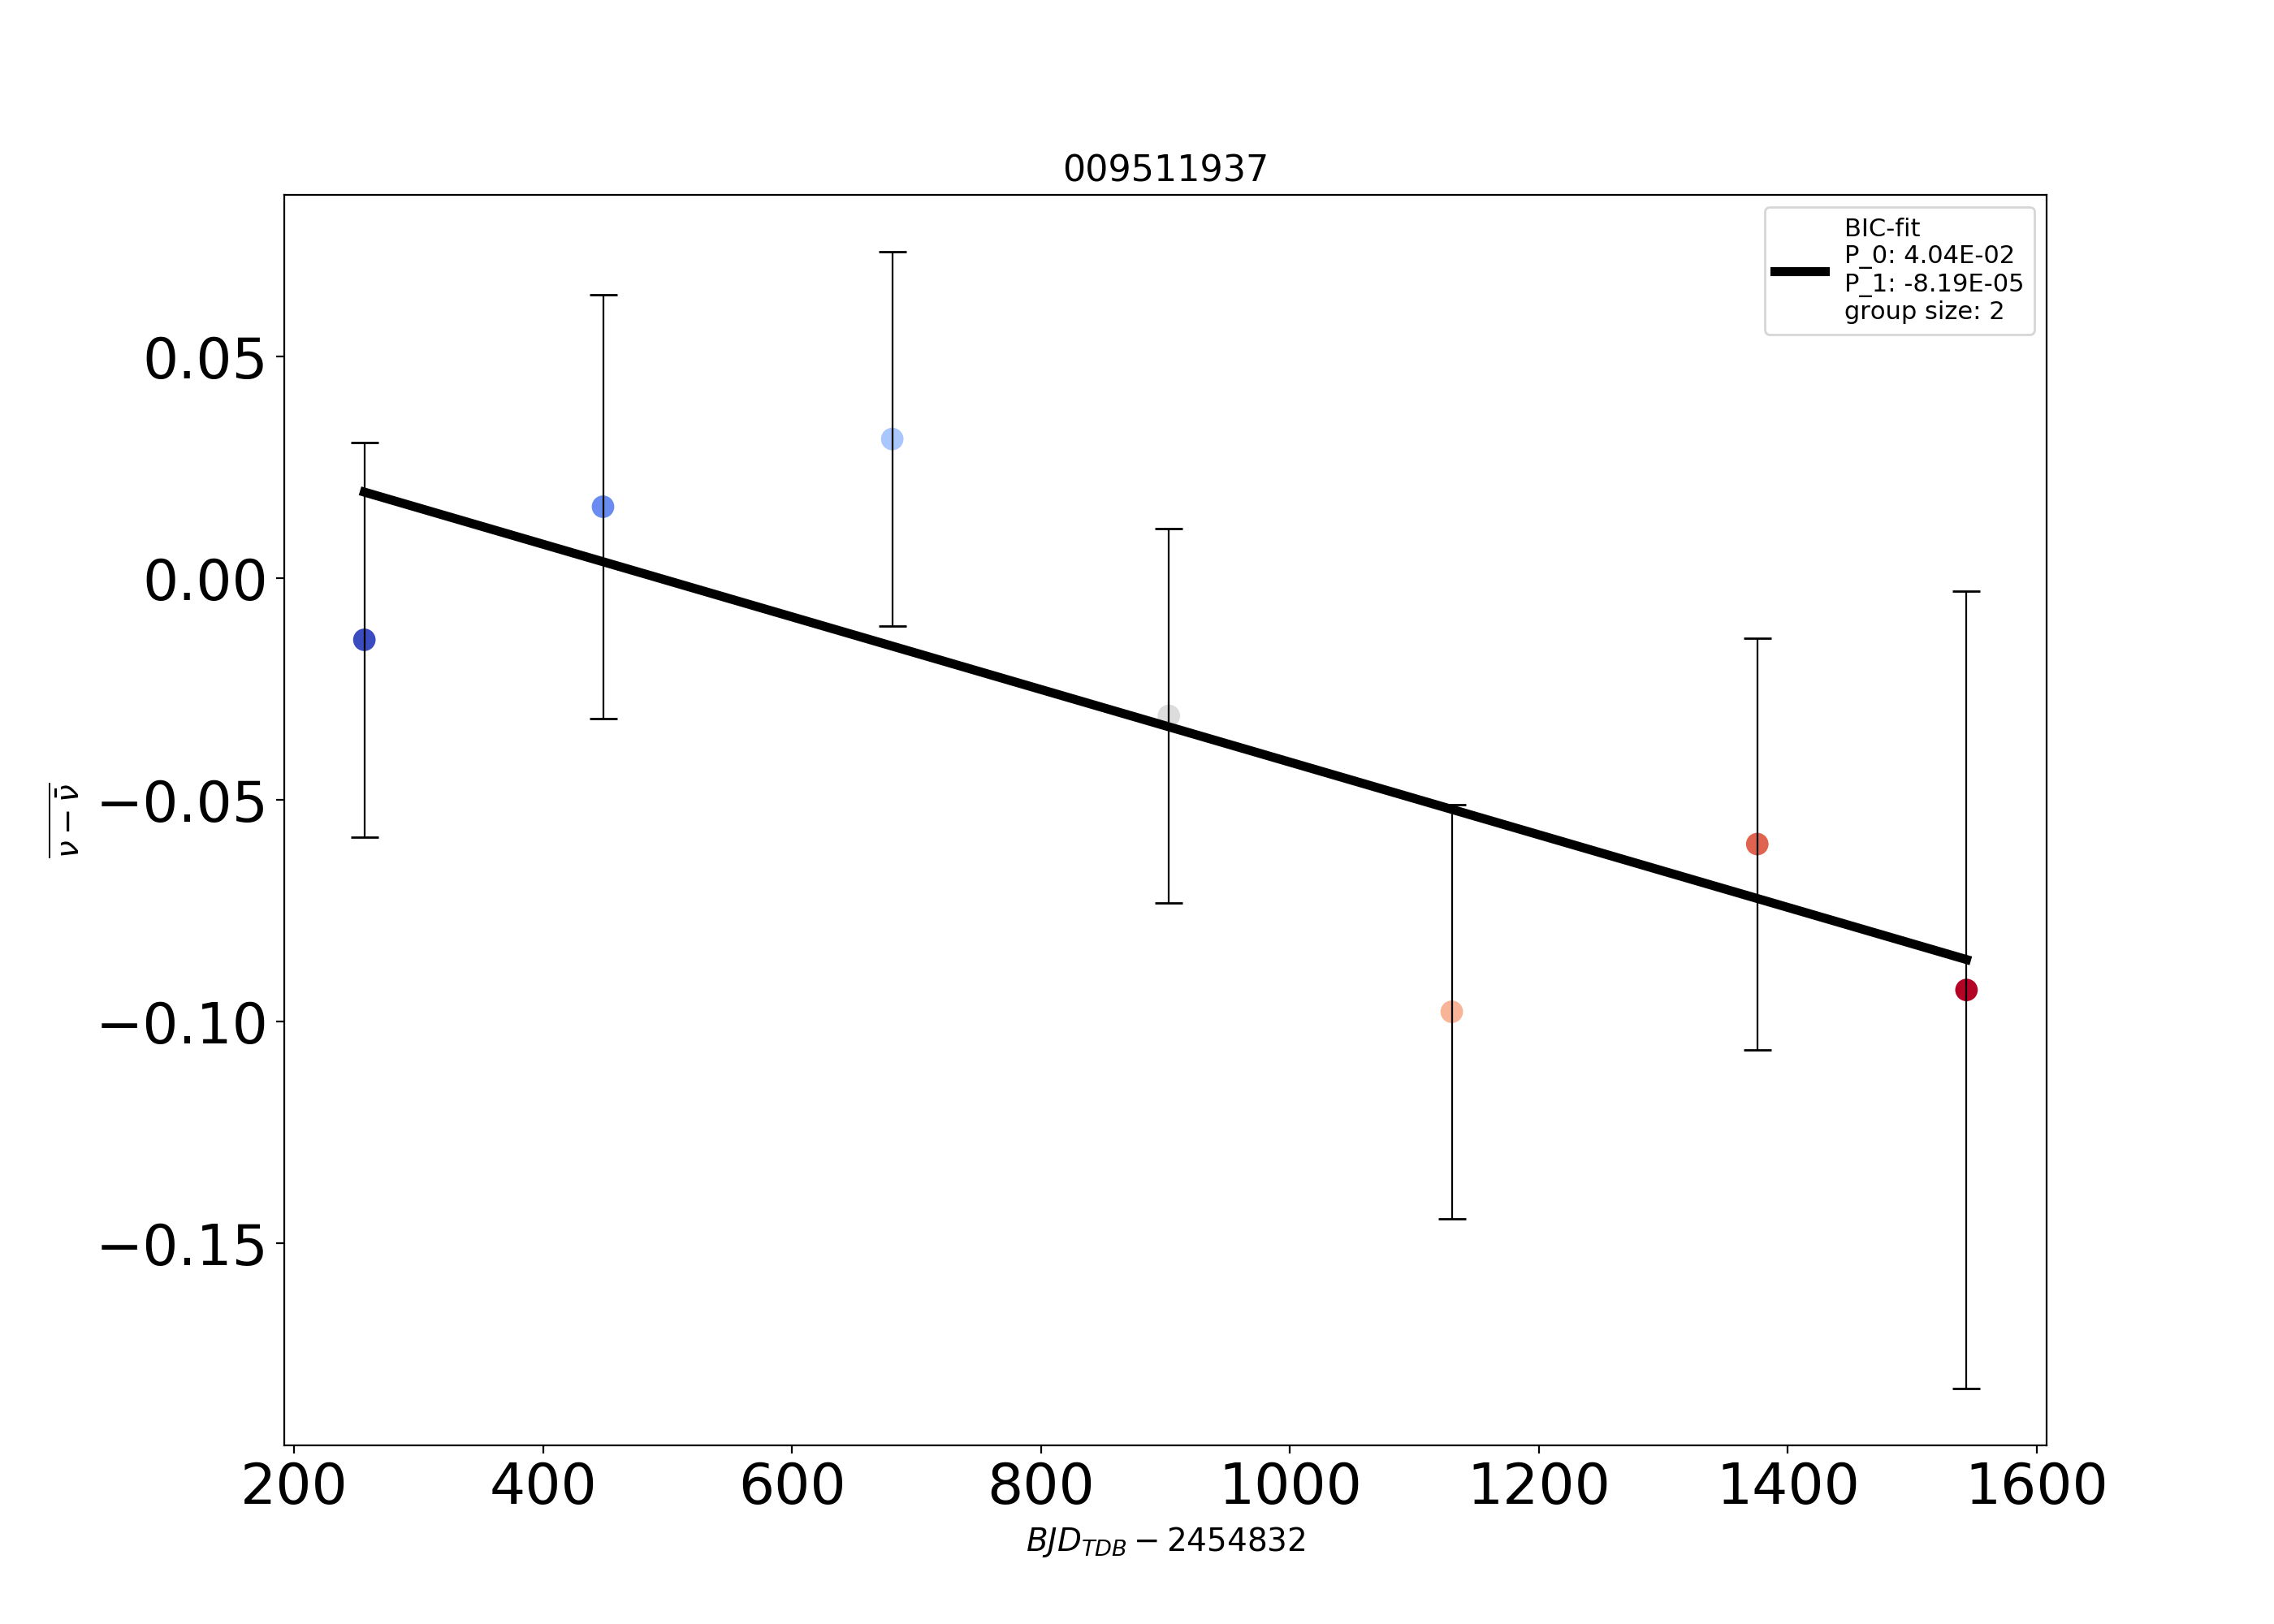 009511937
BIC-fit
P_0: 4.04E-02
P_1: -8.19E-05
group size: 2
0.05
0.00
−0.05
−0.10
−0.15
ν − ν̄
200 400 600 800 1000 1200 1400 1600
BJD_TDB − 2454832